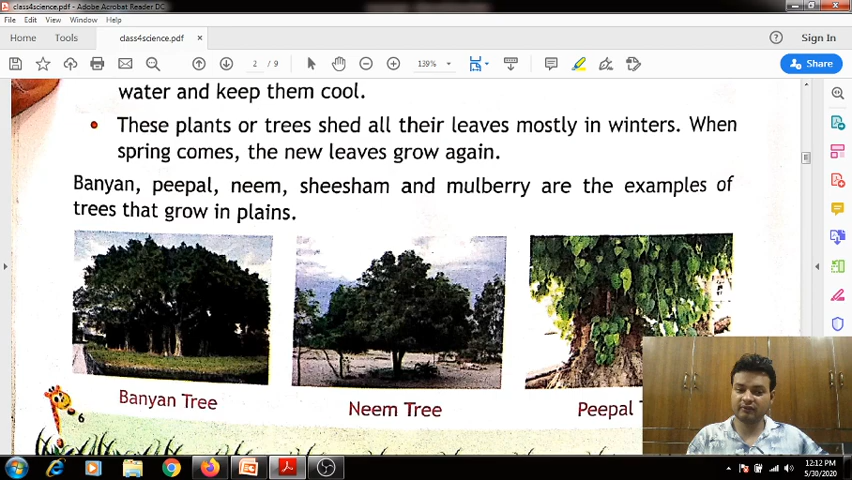 class4science.pdf - Adobe Acrobat Reader DC
File Edit View Window Help
Home Tools class4science.pdf × Sign In
2 / 9 139% Share
water and keep them cool.
• These plants or trees shed all their leaves mostly in winters. When
spring comes, the new leaves grow again.
Banyan, peepal, neem, sheesham and mulberry are the examples of
trees that grow in plains.
Banyan Tree Neem Tree Peepal T
6
12:12 PM
5/30/2020